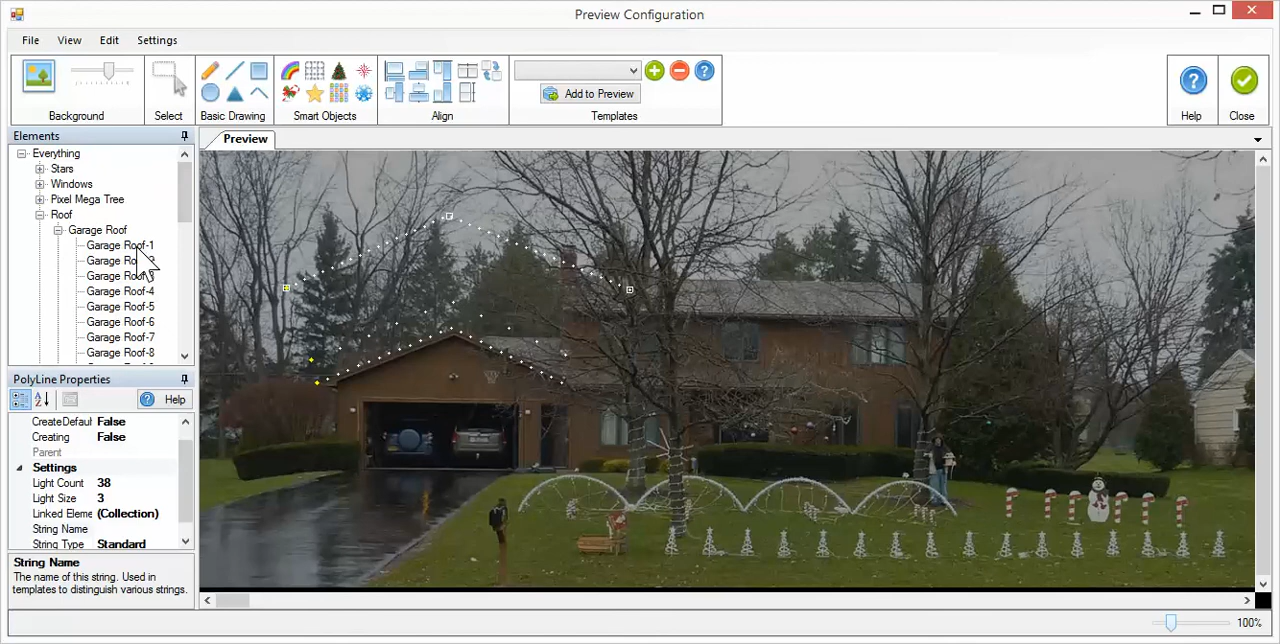 Preview Configuration
File View Edit Settings
Background
Select
Basic Drawing
Smart Objects
Align
Add to Preview
Templates
Help
Close
Elements
Preview
Everything
Stars
Windows
Pixel Mega Tree
Roof
Garage Roof
Garage Roof-1
Garage Roof-4
Garage Roof-5
Garage Roof-6
Garage Roof-7
Garage Roof-8
PolyLine Properties
Help
CreateDefaul False
Creating False
Parent
Settings
Light Count 38
Light Size 3
Linked Eleme (Collection)
String Name
String Type Standard
String Name
The name of this string. Used in
templates to distinguish various strings.
100%